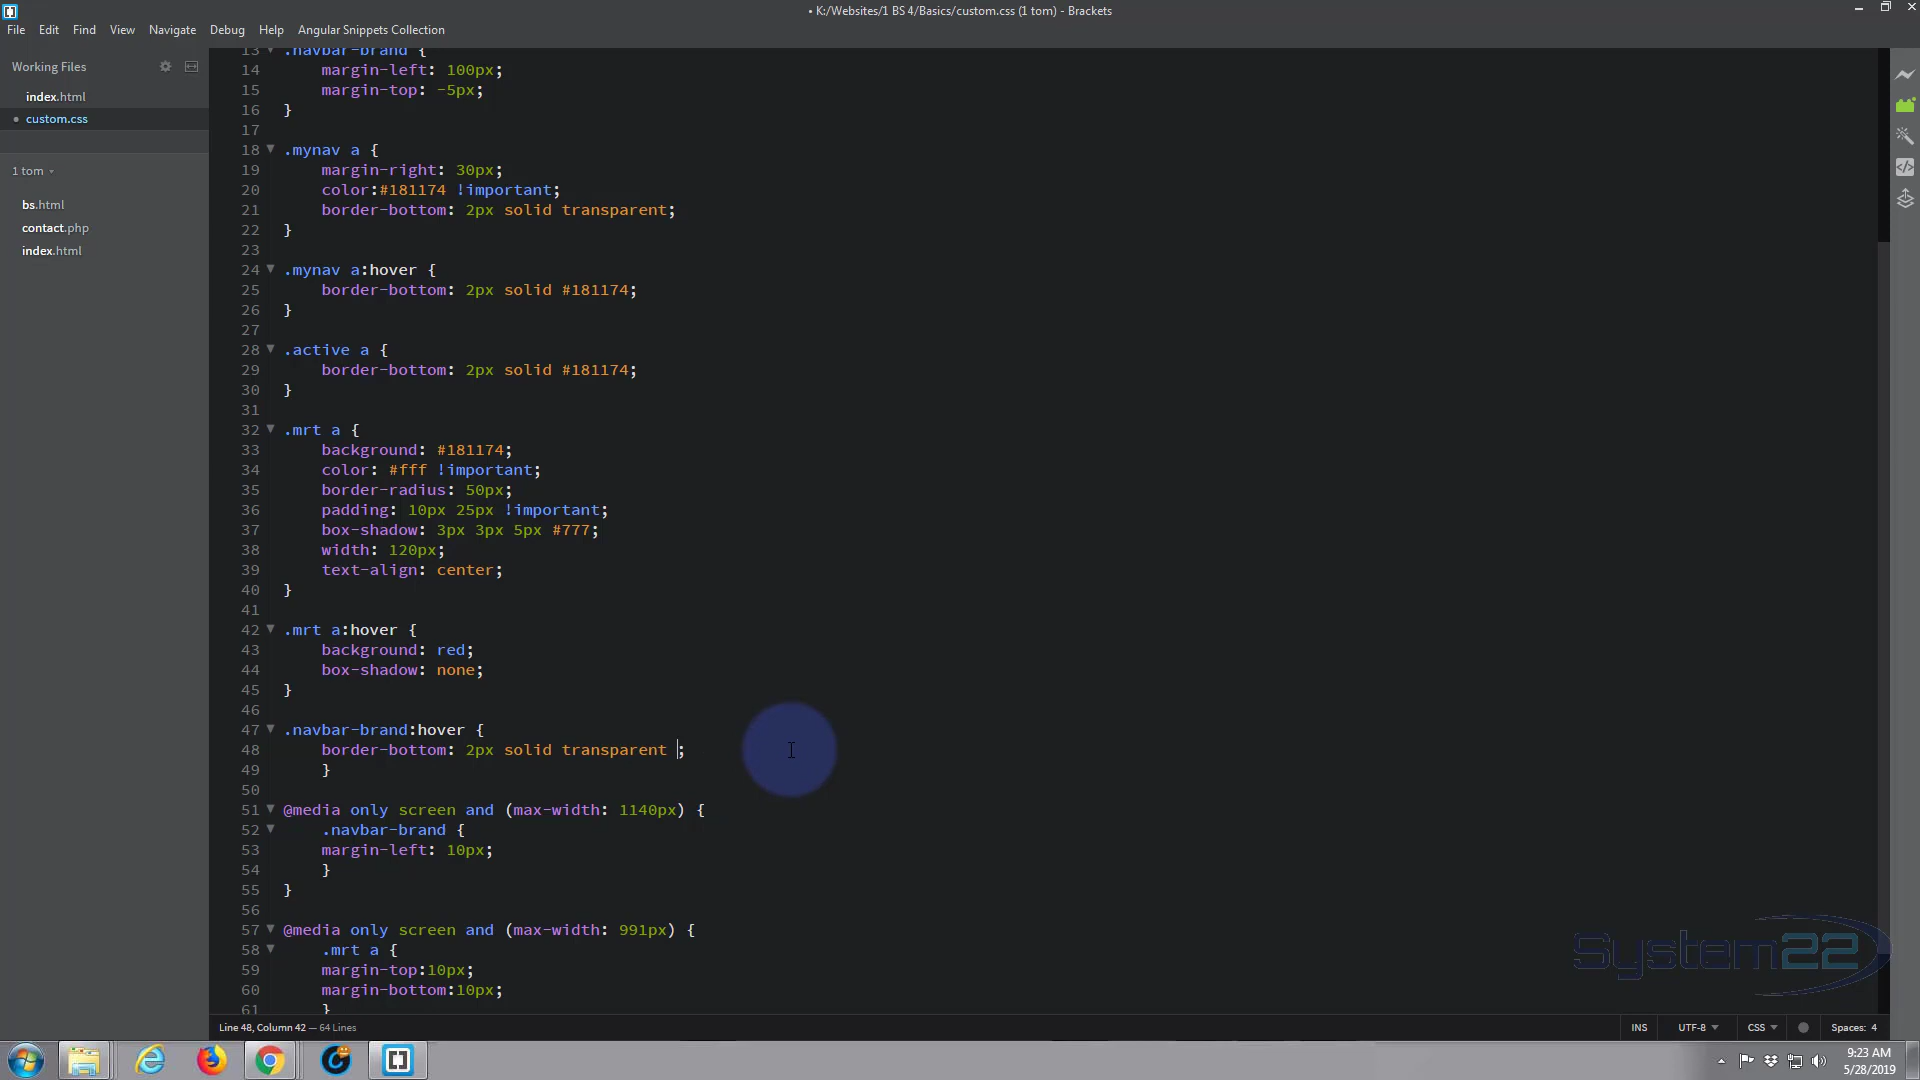 • K:/Websites/1 BS 4/Basics/custom.css (1 tom) - Brackets
File Edit Find View Navigate Debug Help Angular Snippets Collection
Working Files
index.html
• custom.css
1 tom
bs.html
contact.php
index.html
13 .navbar-brand {
14 margin-left: 100px;
15 margin-top: -5px;
16 }
17
18 .mynav a {
19 margin-right: 30px;
20 color:#181174 !important;
21 border-bottom: 2px solid transparent;
22 }
23
24 .mynav a:hover {
25 border-bottom: 2px solid #181174;
26 }
27
28 .active a {
29 border-bottom: 2px solid #181174;
30 }
31
32 .mrt a {
33 background: #181174;
34 color: #fff !important;
35 border-radius: 50px;
36 padding: 10px 25px !important;
37 box-shadow: 3px 3px 5px #777;
38 width: 120px;
39 text-align: center;
40 }
41
42 .mrt a:hover {
43 background: red;
44 box-shadow: none;
45 }
46
47 .navbar-brand:hover {
48 border-bottom: 2px solid transparent ;
49 }
50
51 @media only screen and (max-width: 1140px) {
52 .navbar-brand {
53 margin-left: 10px;
54 }
55 }
56
57 @media only screen and (max-width: 991px) {
58 .mrt a {
59 margin-top:10px;
60 margin-bottom:10px;
61 }
System22
Line 48, Column 42 — 64 Lines
INS UTF-8 CSS Spaces: 4
9:23 AM
5/28/2019